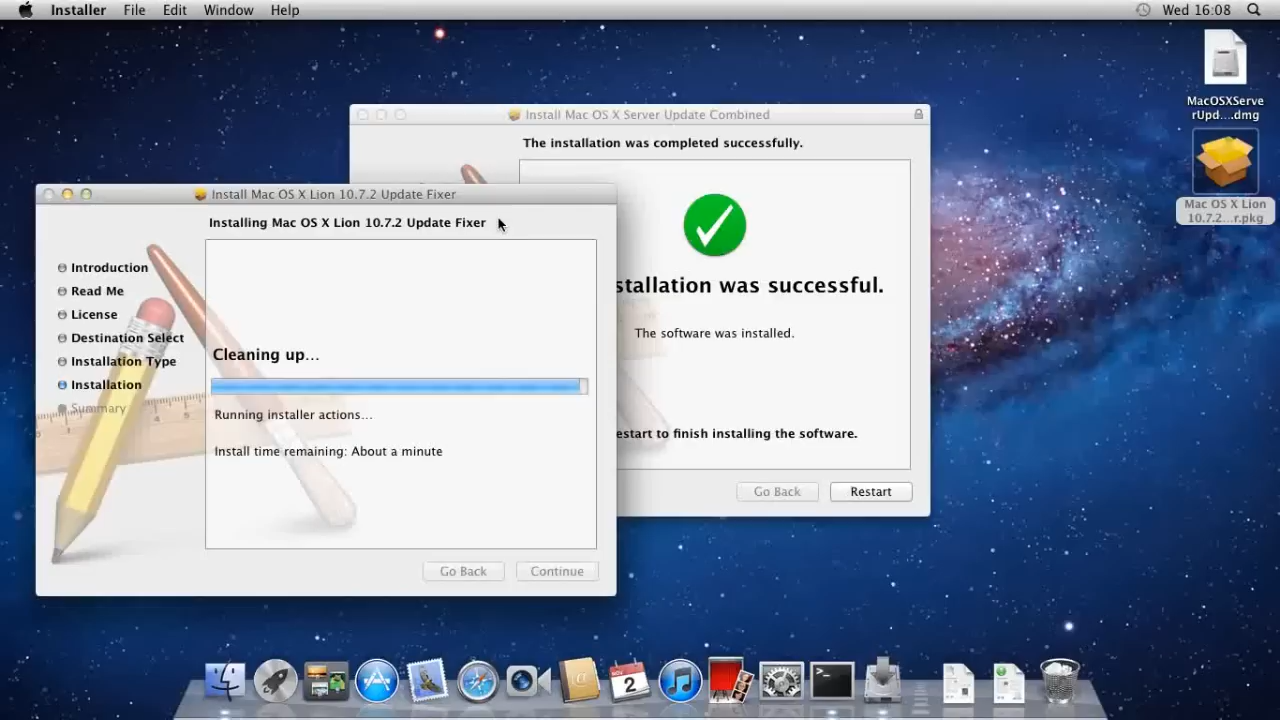 Installer File Edit Window Help
Wed 16:08
MacOSXServe
rUpd....dmg
Mac OS X Lion
10.7.2...r.pkg
Install Mac OS X Server Update Combined
The installation was completed successfully.
stallation was successful.
The software was installed.
estart to finish installing the software.
Go Back
Restart
Install Mac OS X Lion 10.7.2 Update Fixer
Installing Mac OS X Lion 10.7.2 Update Fixer
Introduction
Read Me
License
Destination Select
Installation Type
Installation
Summary
Cleaning up...
Running installer actions...
Install time remaining: About a minute
Go Back
Continue
2